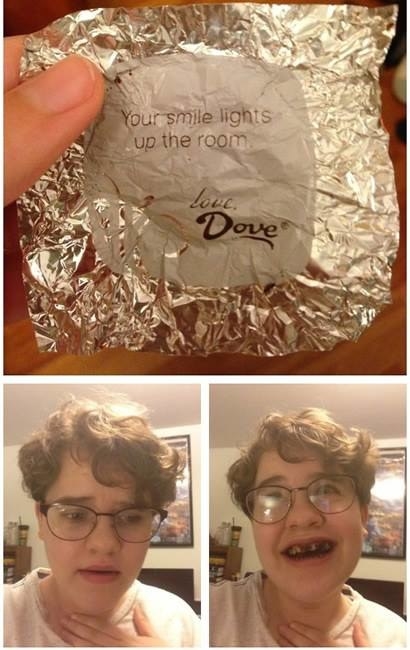 Your smile lights
up the room.
love,
Dove®